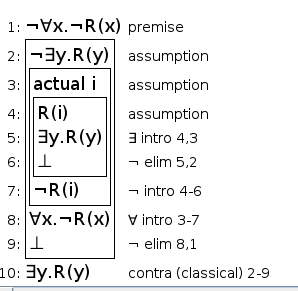 1: ¬∀x.¬R(x) premise
2: ¬∃y.R(y) assumption
3: actual i assumption
4: R(i) assumption
5: ∃y.R(y) ∃ intro 4,3
6: ⊥ ¬ elim 5,2
7: ¬R(i) ¬ intro 4-6
8: ∀x.¬R(x) ∀ intro 3-7
9: ⊥ ¬ elim 8,1
10: ∃y.R(y) contra (classical) 2-9